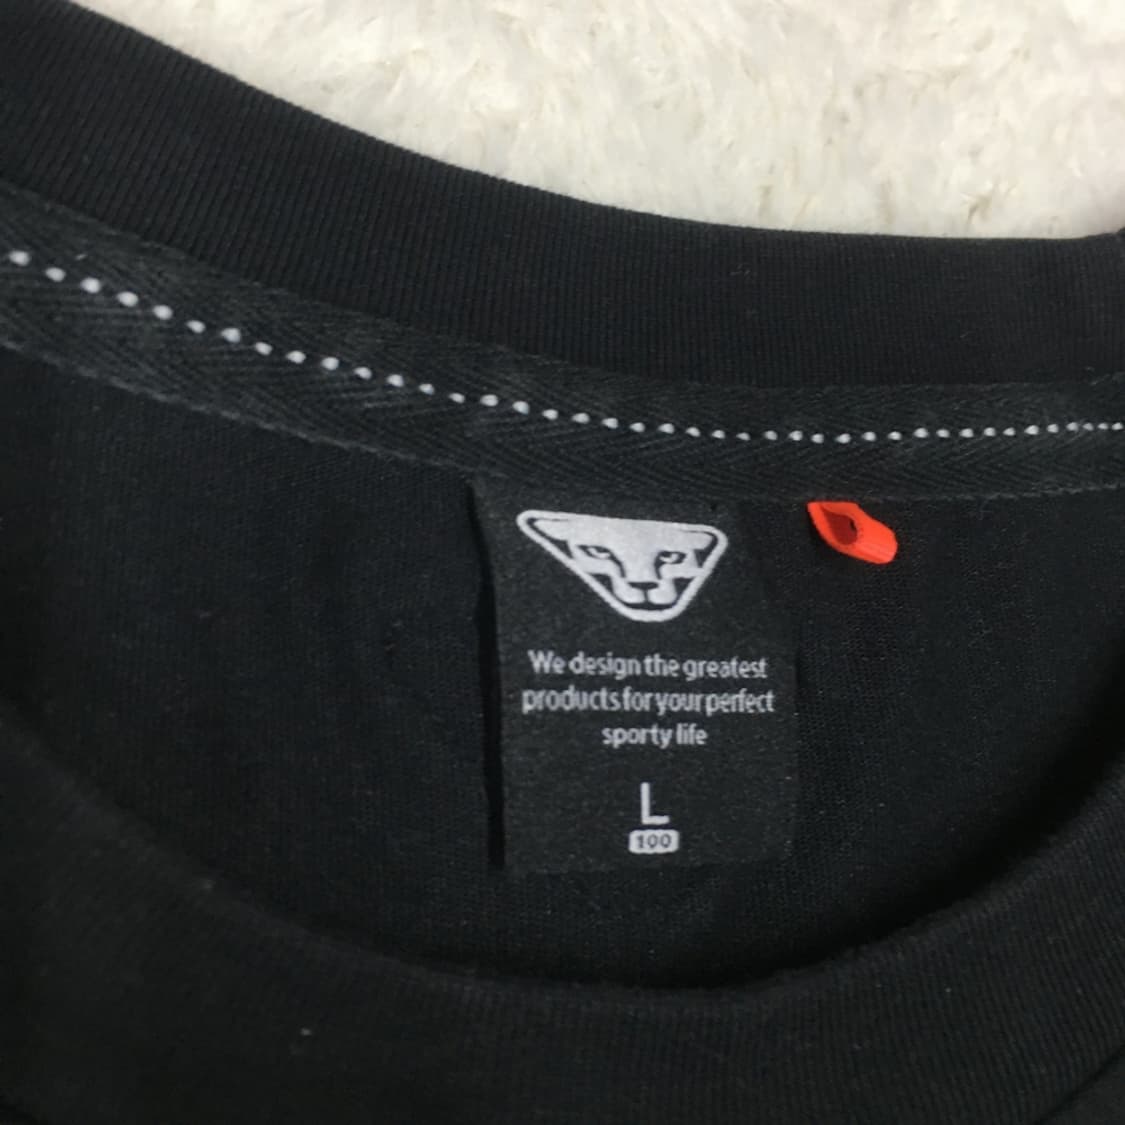 We design the greatest
products for your perfect
sporty life
L
100